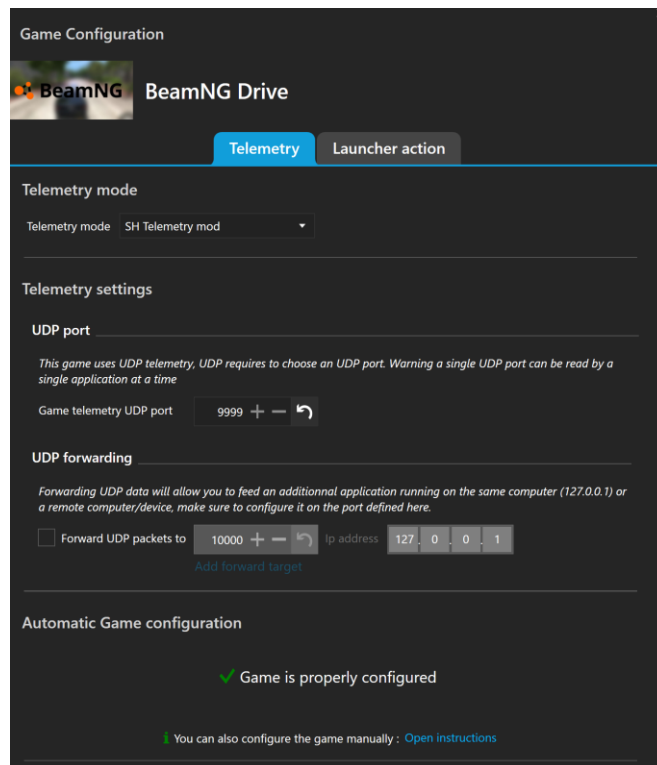 Game Configuration
BeamNG
BeamNG Drive
Telemetry
Launcher action
Telemetry mode
Telemetry mode SH Telemetry mod
Telemetry settings
UDP port
This game uses UDP telemetry, UDP requires to choose an UDP port. Warning a single UDP port can be read by a
single application at a time
Game telemetry UDP port 9999
UDP forwarding
Forwarding UDP data will allow you to feed an additionnal application running on the same computer (127.0.0.1) or
a remote computer/device, make sure to configure it on the port defined here.
Forward UDP packets to 10000 Ip address 127 . 0 . 0 . 1
Add forward target
Automatic Game configuration
Game is properly configured
You can also configure the game manually : Open instructions